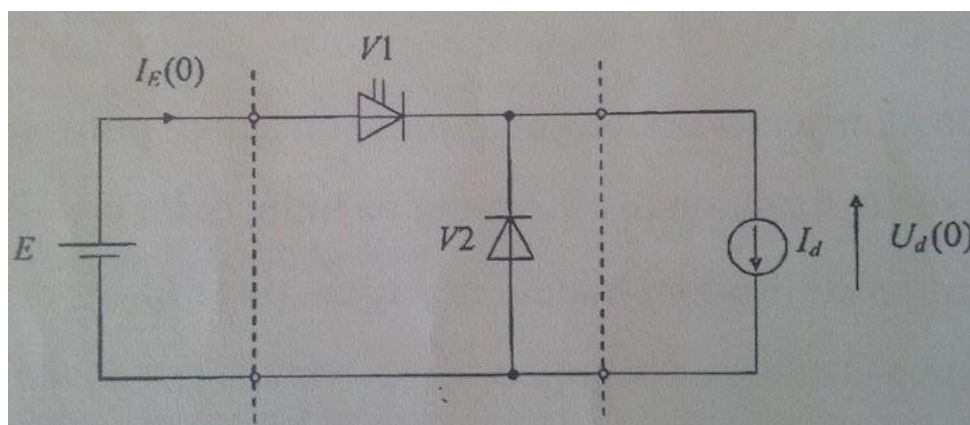 V1
I_E(0)
E
V2
I_d
U_d(0)